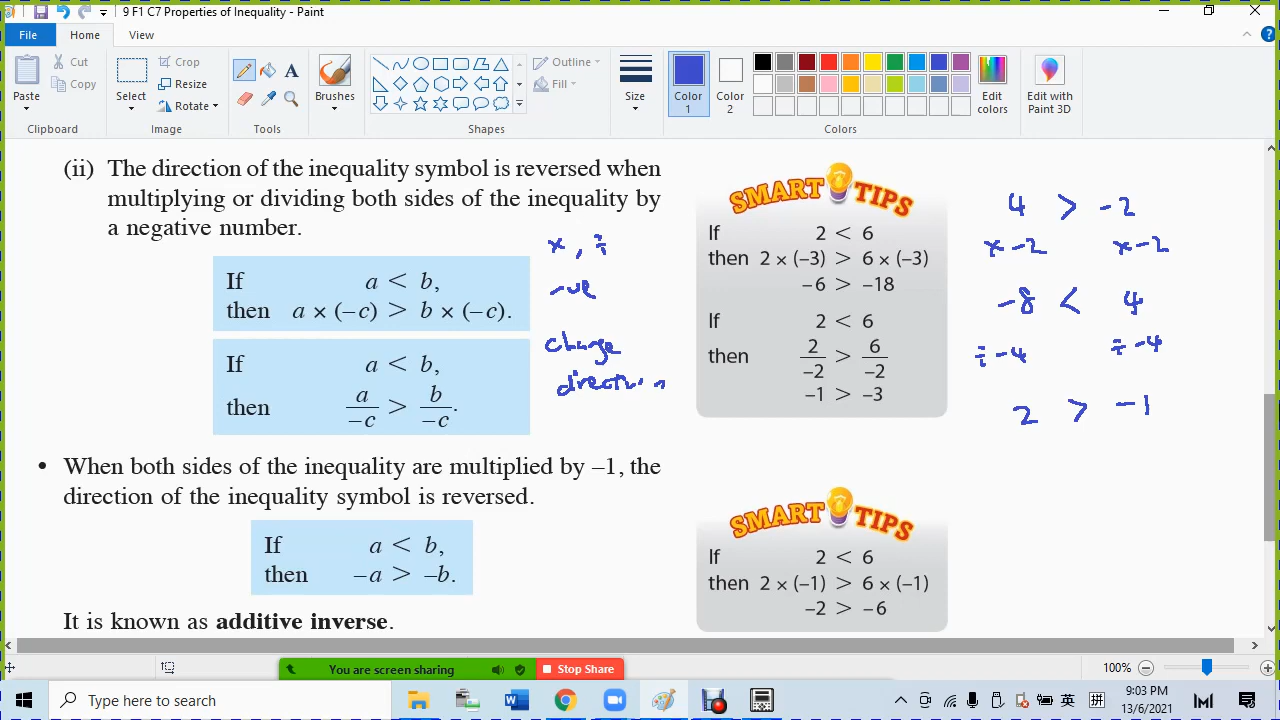 9 F1 C7 Properties of Inequality - Paint
File
Home
View
Paste
Cut
Copy
Clipboard
Select
Crop
Resize
Rotate
Image
A
Tools
Brushes
Outline
Fill
Shapes
Size
Color 1
Color 2
Edit colors
Edit with Paint 3D
Colors
(ii) The direction of the inequality symbol is reversed when
multiplying or dividing both sides of the inequality by
a negative number.
If a < b,
then a × (–c) > b × (–c).
If a < b,
then a/–c > b/–c.
x, ÷
-ve
change
direction
SMART TIPS
If 2 < 6
then 2 × (–3) > 6 × (–3)
–6 > –18
If 2 < 6
then 2/–2 > 6/–2
–1 > –3
4 > -2
x -2 x -2
-8 < 4
÷ -4 ÷ -4
2 > -1
• When both sides of the inequality are multiplied by –1, the
direction of the inequality symbol is reversed.
If a < b,
then –a > –b.
It is known as additive inverse.
SMART TIPS
If 2 < 6
then 2 × (–1) > 6 × (–1)
–2 > –6
You are screen sharing
Stop Share
100%
Type here to search
英
拼
9:03 PM
13/6/2021